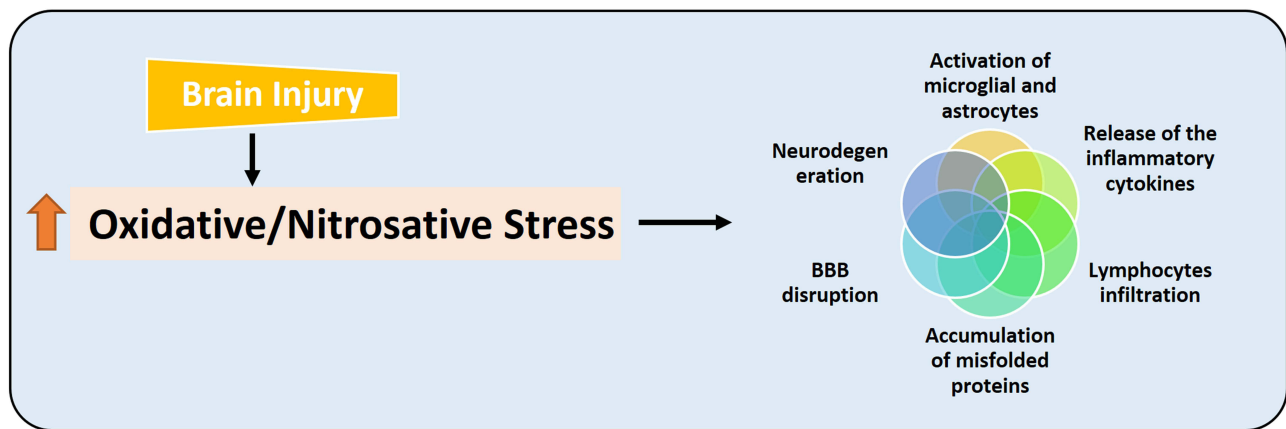 Brain Injury
Oxidative/Nitrosative Stress
Activation of
microglial and
astrocytes
Release of the
inflammatory
cytokines
Lymphocytes
infiltration
Accumulation
of misfolded
proteins
BBB
disruption
Neurodegen
eration